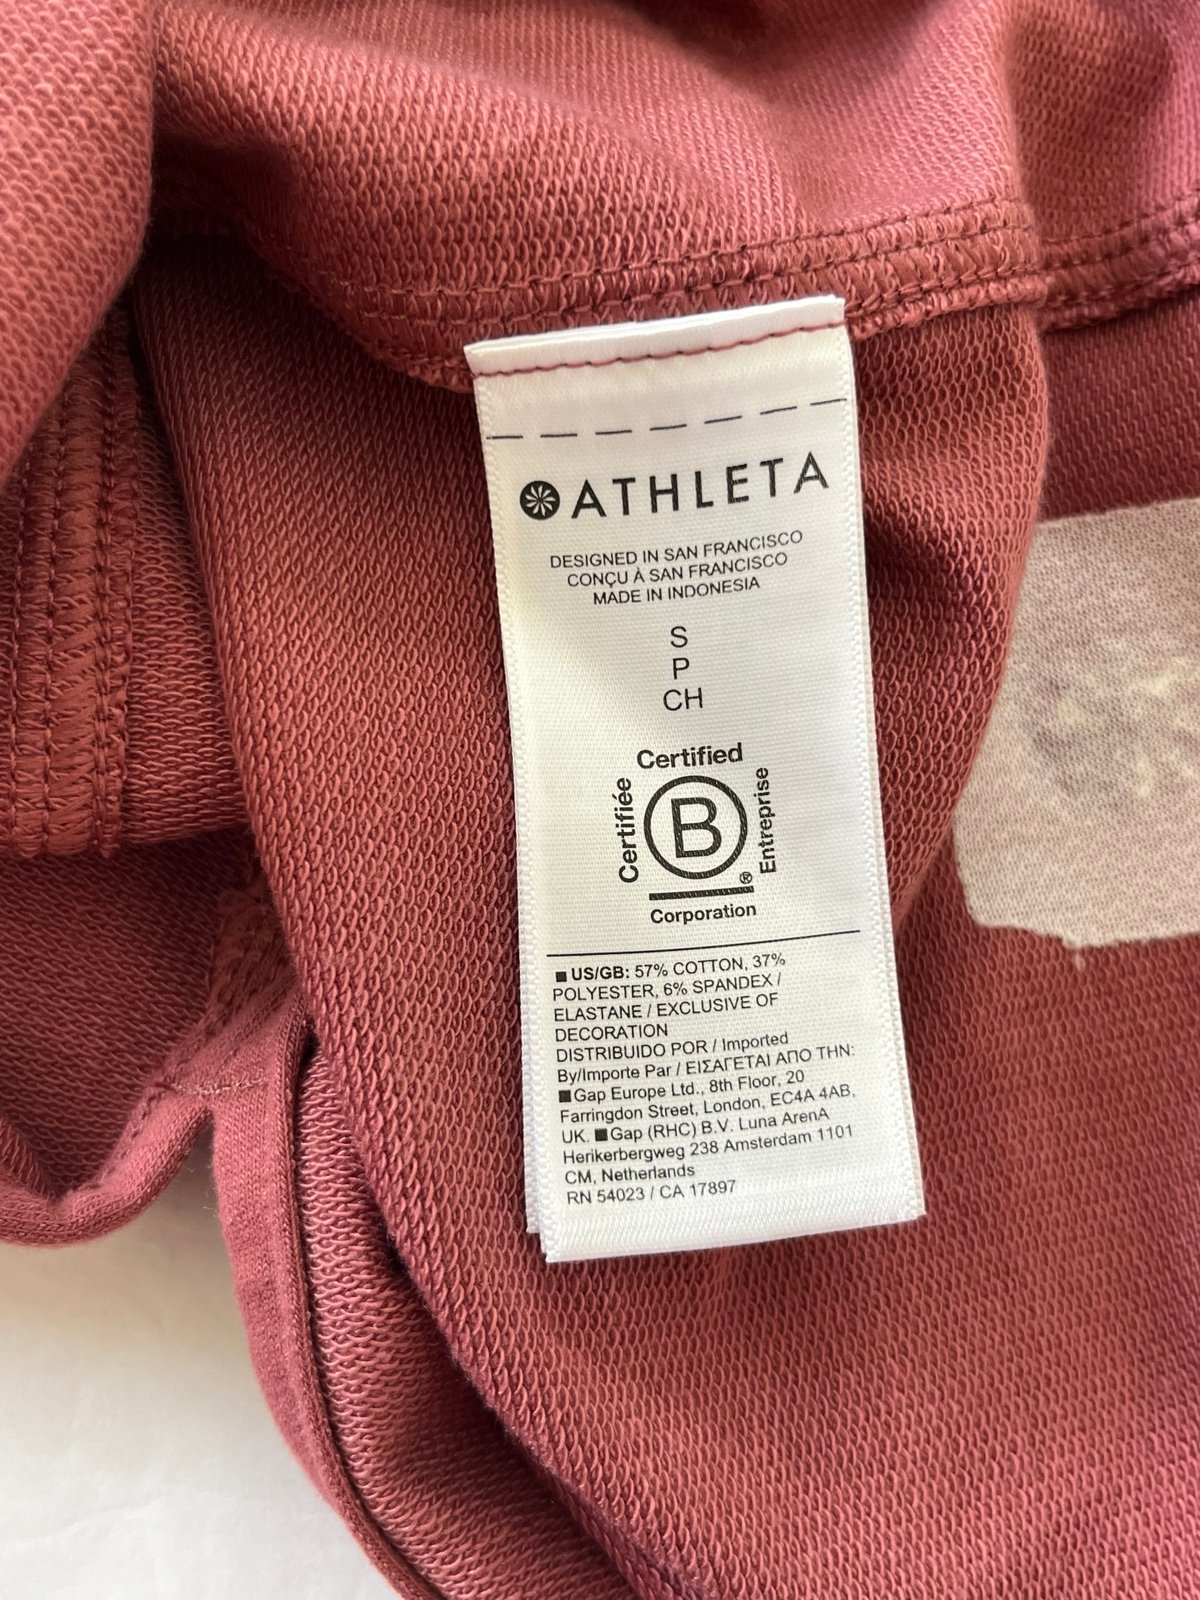 ATHLETA
DESIGNED IN SAN FRANCISCO
CONÇU À SAN FRANCISCO
MADE IN INDONESIA
S
P
CH
Certified
Certifiée
B
Entreprise
®
Corporation
■ US/GB: 57% COTTON, 37%
POLYESTER, 6% SPANDEX /
ELASTANE / EXCLUSIVE OF
DECORATION
DISTRIBUIDO POR / Imported
By/Importe Par / ΕΙΣΑΓΕΤΑΙ ΑΠΟ ΤΗΝ:
■ Gap Europe Ltd., 8th Floor, 20
Farringdon Street, London, EC4A 4AB,
UK. ■ Gap (RHC) B.V. Luna ArenA
Herikerbergweg 238 Amsterdam 1101
CM, Netherlands
RN 54023 / CA 17897